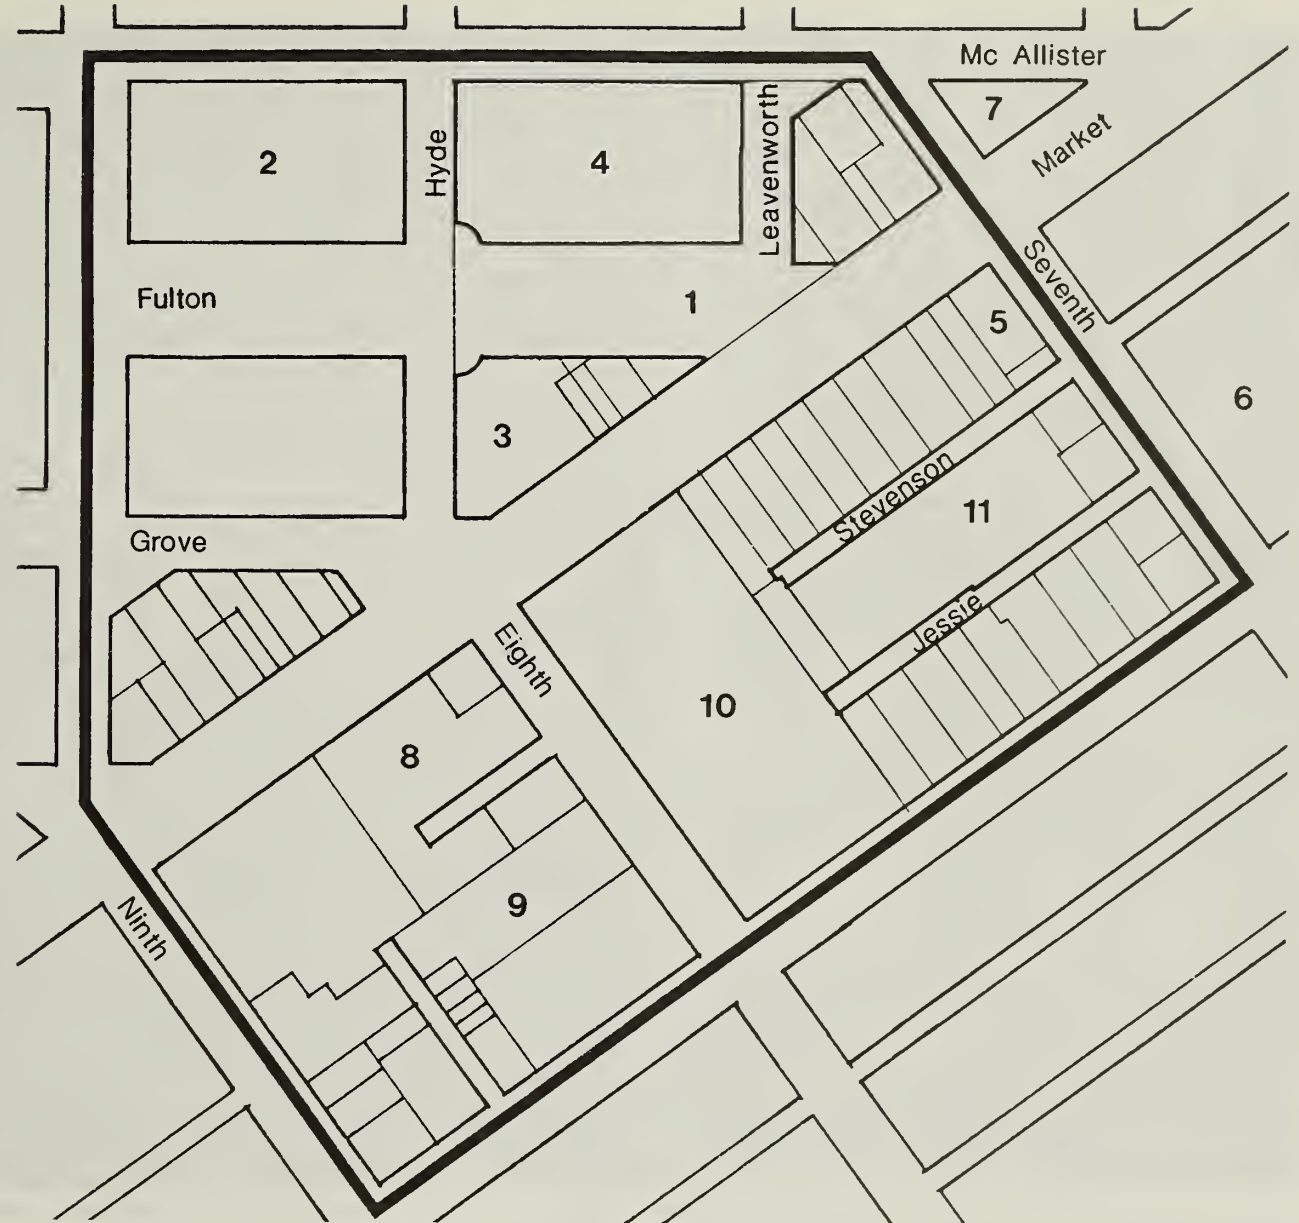 Mc Allister
7
Market
Leavenworth
Hyde
2
4
Seventh
Fulton
1
5
6
3
Stevenson
11
Grove
Jessie
Eighth
10
8
9
Ninth